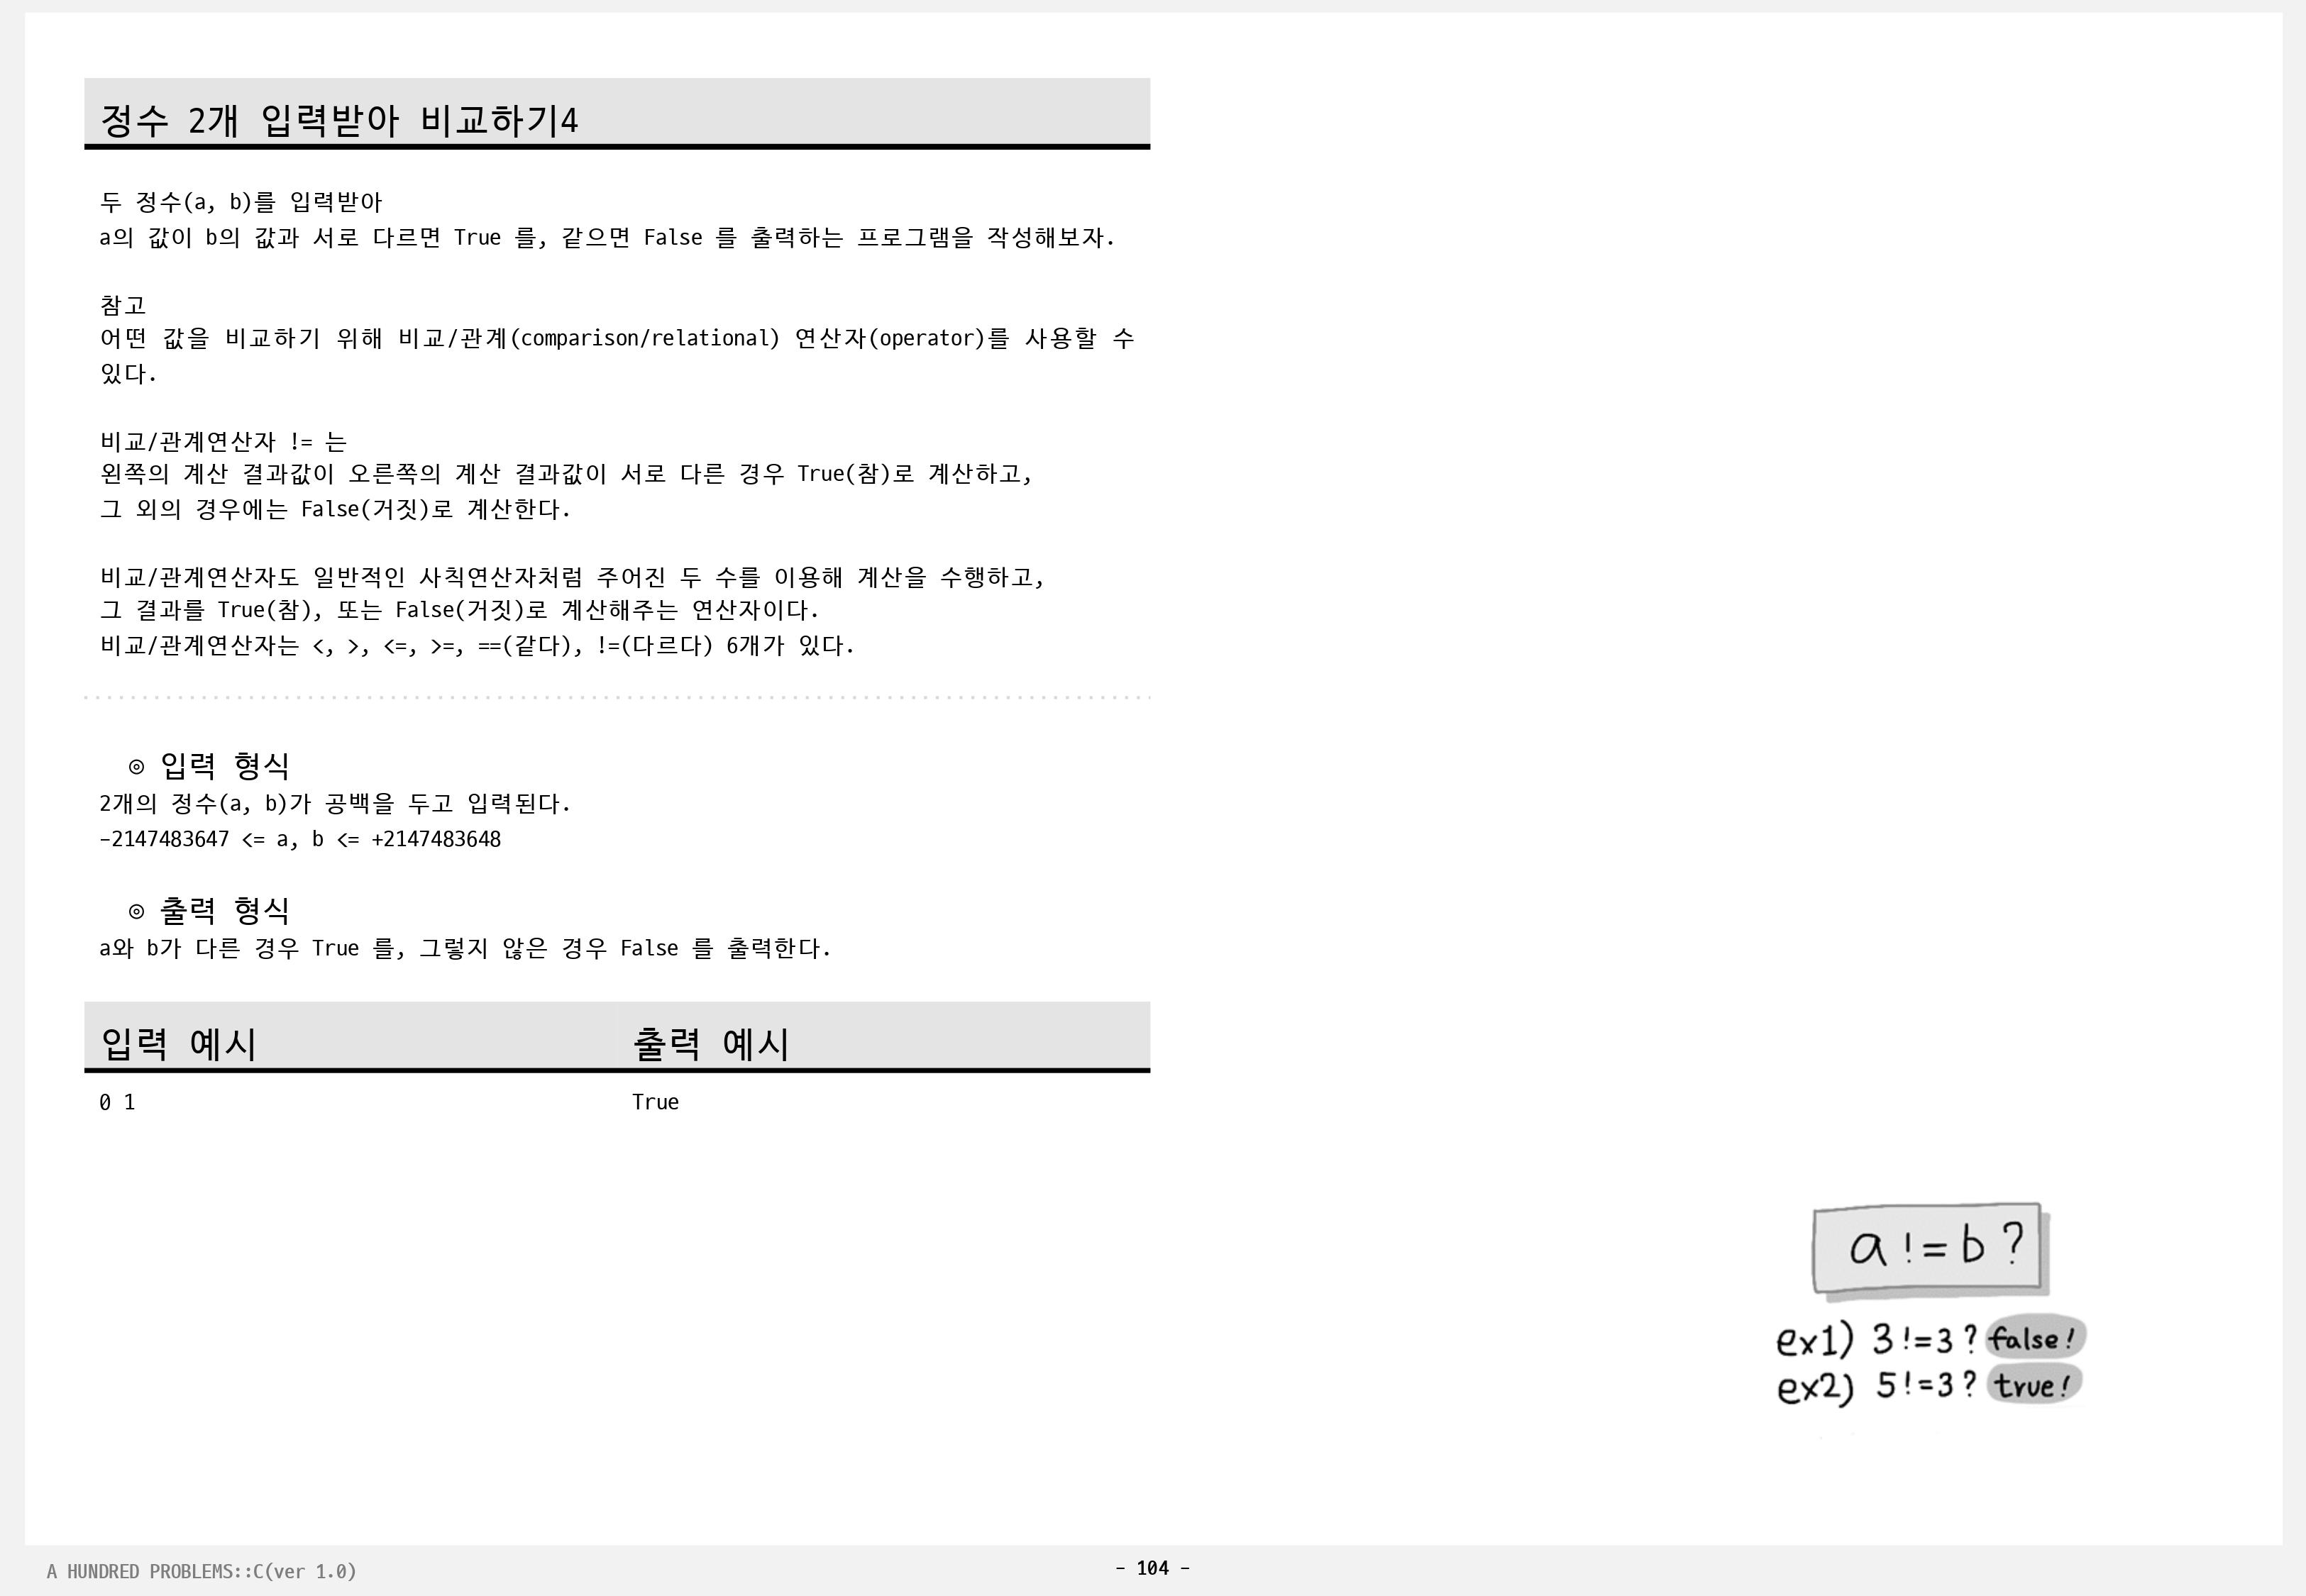 정수 2개 입력받아 비교하기4
두 정수(a, b)를 입력받아
a의 값이 b의 값과 서로 다르면 True 를, 같으면 False 를 출력하는 프로그램을 작성해보자.
참고
어떤 값을 비교하기 위해 비교/관계(comparison/relational) 연산자(operator)를 사용할 수
있다.
비교/관계연산자 != 는
왼쪽의 계산 결과값이 오른쪽의 계산 결과값이 서로 다른 경우 True(참)로 계산하고,
그 외의 경우에는 False(거짓)로 계산한다.
비교/관계연산자도 일반적인 사칙연산자처럼 주어진 두 수를 이용해 계산을 수행하고,
그 결과를 True(참), 또는 False(거짓)로 계산해주는 연산자이다.
비교/관계연산자는 <, >, <=, >=, ==(같다), !=(다르다) 6개가 있다.
◎ 입력 형식
2개의 정수(a, b)가 공백을 두고 입력된다.
-2147483647 <= a, b <= +2147483648
◎ 출력 형식
a와 b가 다른 경우 True 를, 그렇지 않은 경우 False 를 출력한다.
입력 예시 출력 예시
0 1 True
a != b ?
ex1) 3 != 3 ? false!
ex2) 5 != 3 ? true!
A HUNDRED PROBLEMS::C(ver 1.0)
- 104 -